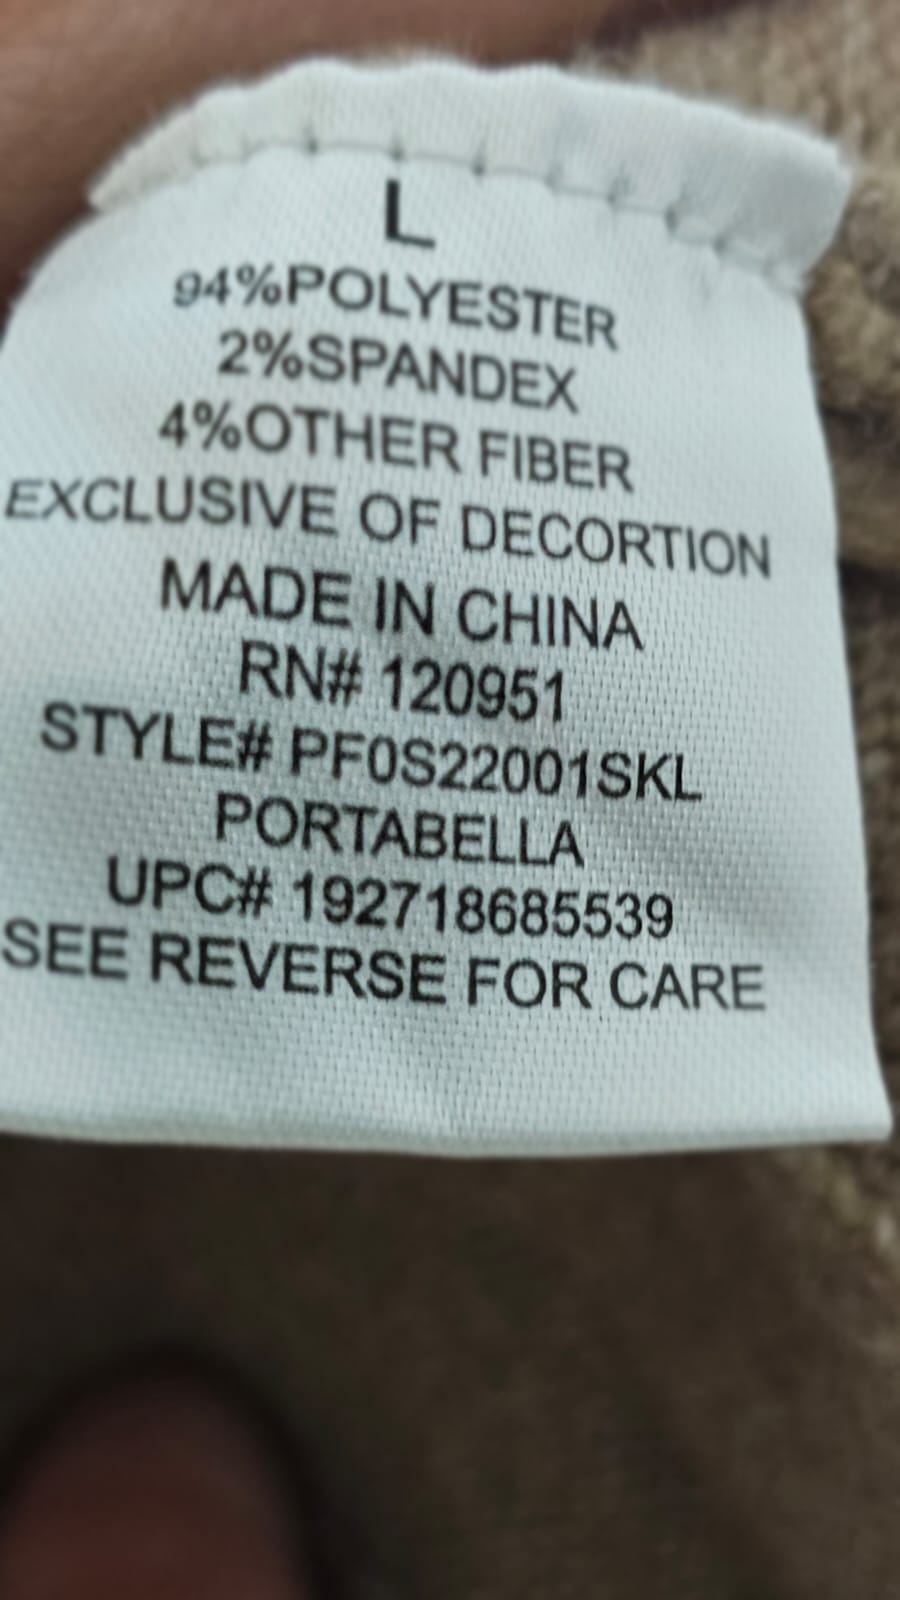 L
94%POLYESTER
2%SPANDEX
4%OTHER FIBER
EXCLUSIVE OF DECORTION
MADE IN CHINA
RN# 120951
STYLE# PF0S22001SKL
PORTABELLA
UPC# 192718685539
SEE REVERSE FOR CARE